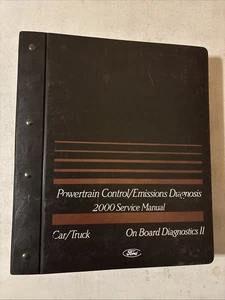 Powertrain Control/Emissions Diagnosis
2000 Service Manual
Car/Truck On Board Diagnostics II
Ford